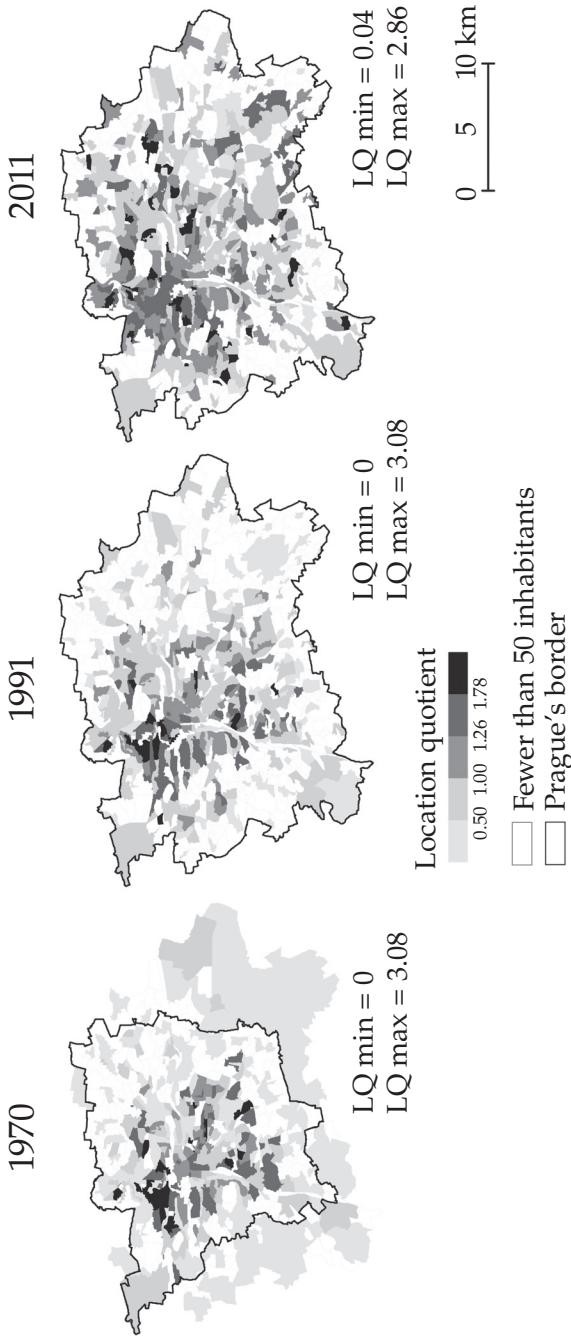 1970
LQ min = 0
LQ max = 3.08
1991
LQ min = 0
LQ max = 3.08
2011
LQ min = 0.04
LQ max = 2.86
Location quotient
0.50 1.00 1.26 1.78
Fewer than 50 inhabitants
Prague's border
0 5 10 km